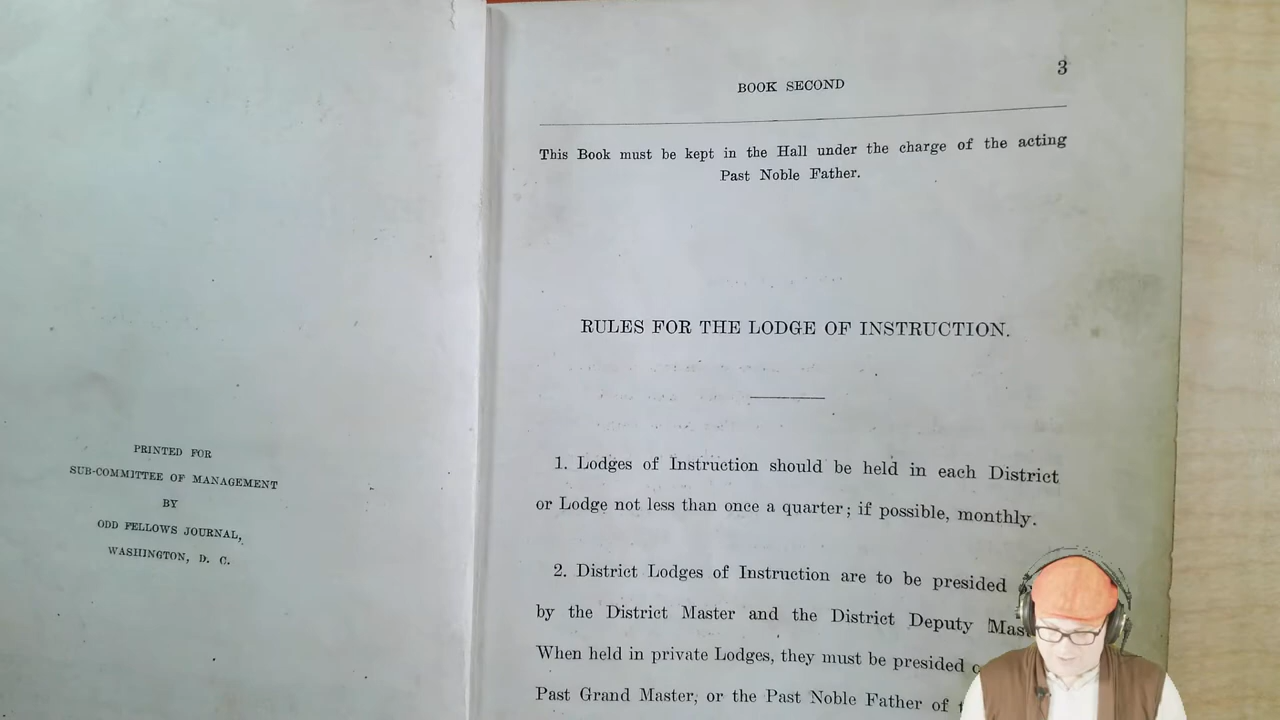 PRINTED FOR
SUB-COMMITTEE OF MANAGEMENT
BY
ODD FELLOWS JOURNAL,
WASHINGTON, D. C.
3
BOOK SECOND
This Book must be kept in the Hall under the charge of the acting
Past Noble Father.
RULES FOR THE LODGE OF INSTRUCTION.
1. Lodges of Instruction should be held in each District
or Lodge not less than once a quarter; if possible, monthly.
2. District Lodges of Instruction are to be presided
by the District Master and the District Deputy
When held in private Lodges, they must be presided
Past Grand Master, or the Past Noble Father of